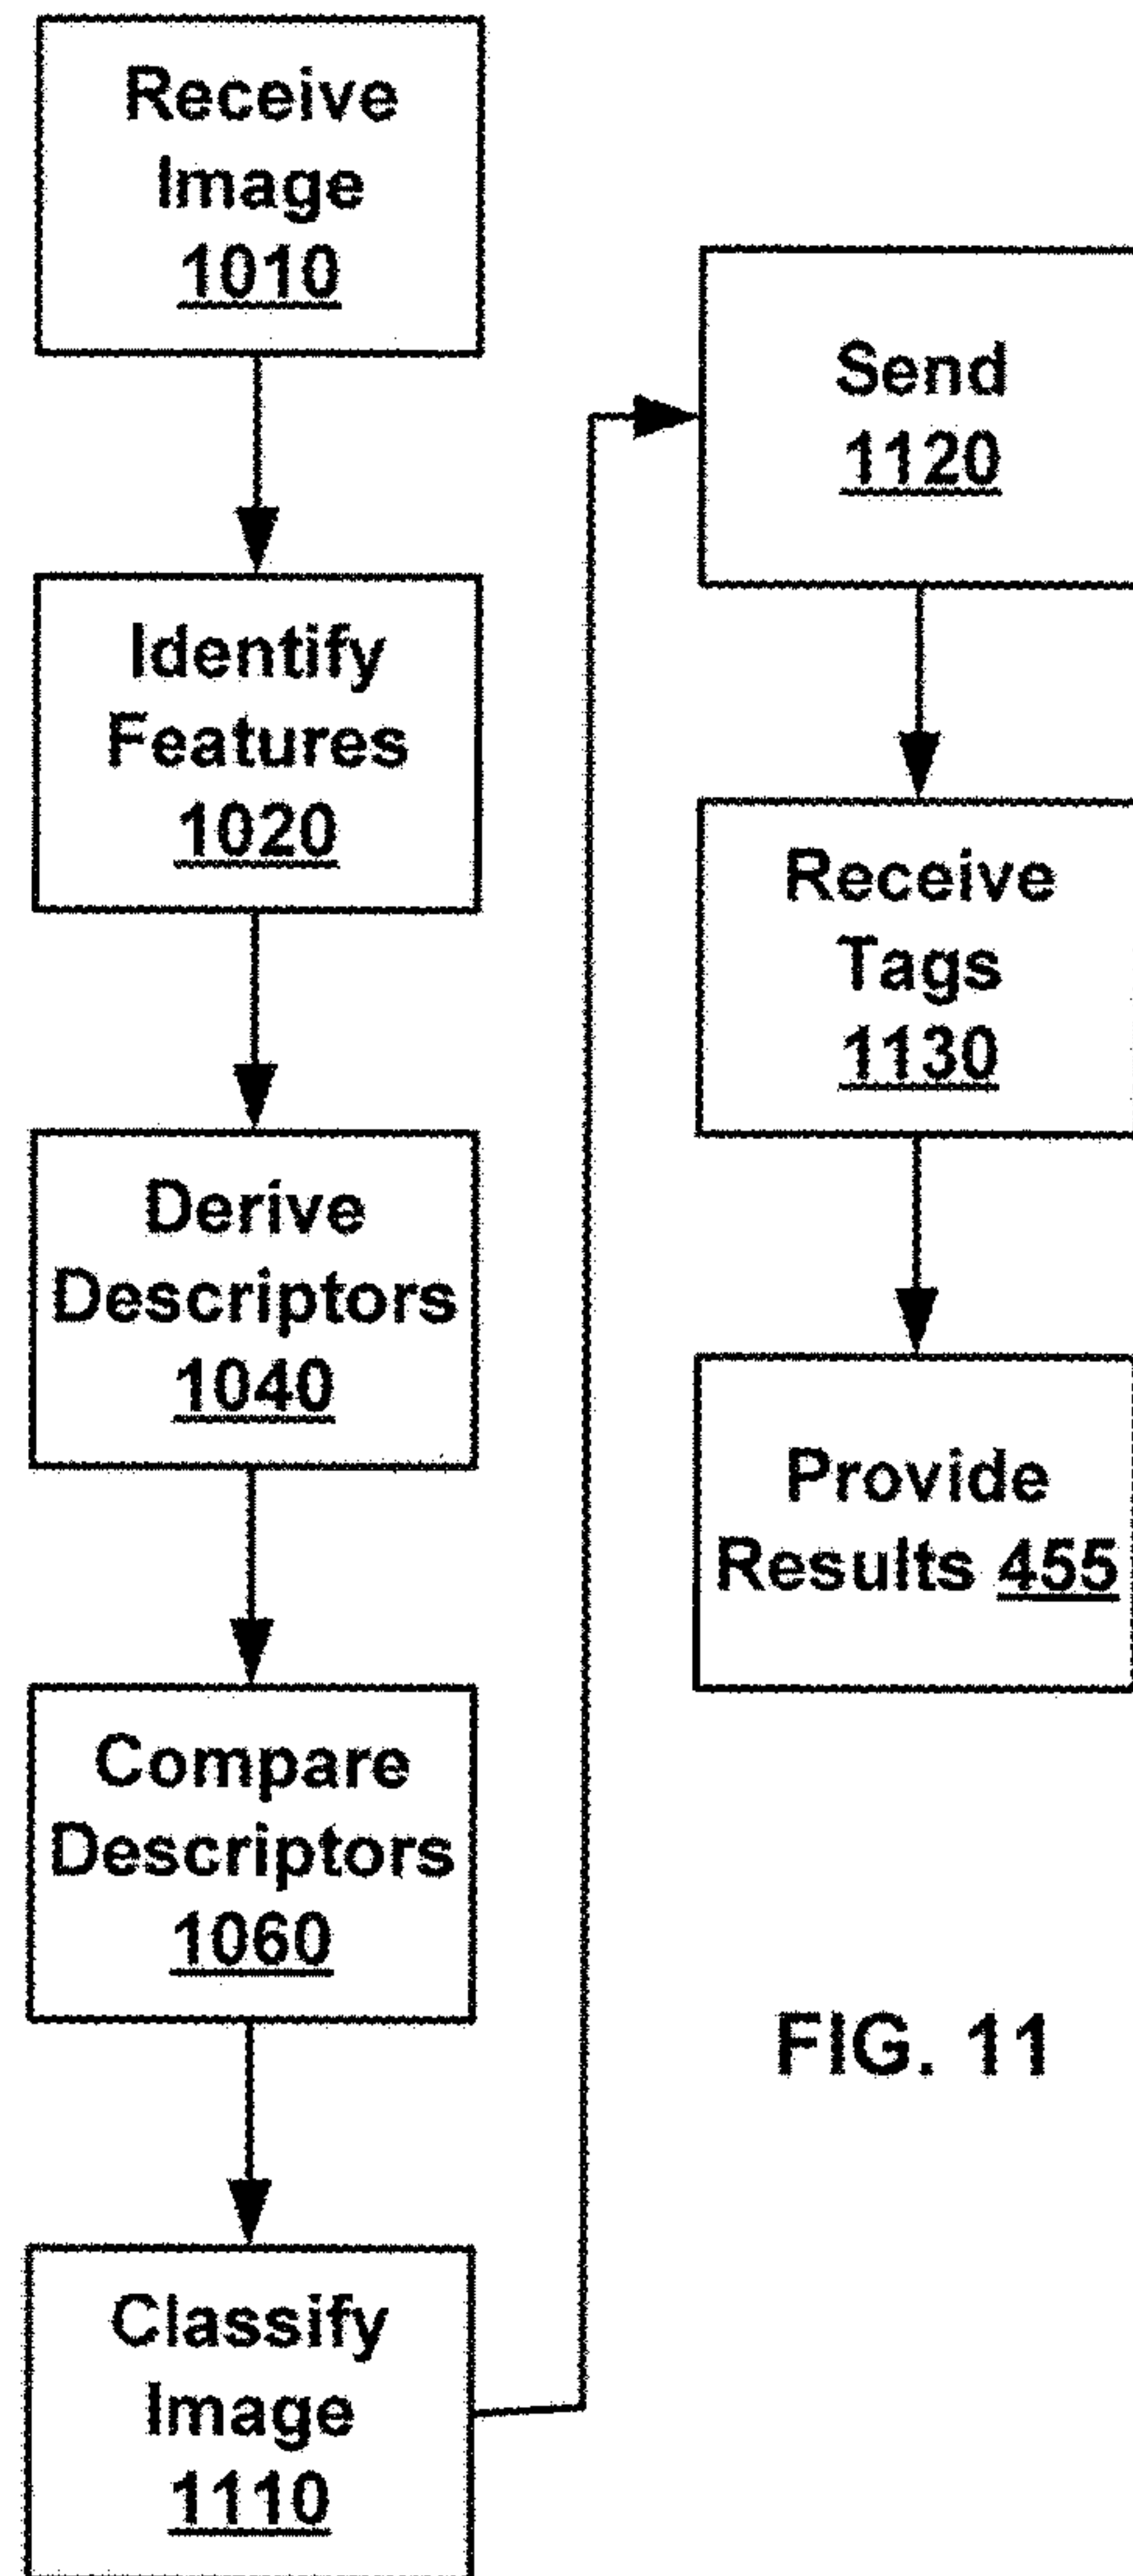 Receive
Image
1010
Identify
Features
1020
Derive
Descriptors
1040
Compare
Descriptors
1060
Classify
Image
1110
Send
1120
Receive
Tags
1130
Provide
Results 455
FIG. 11